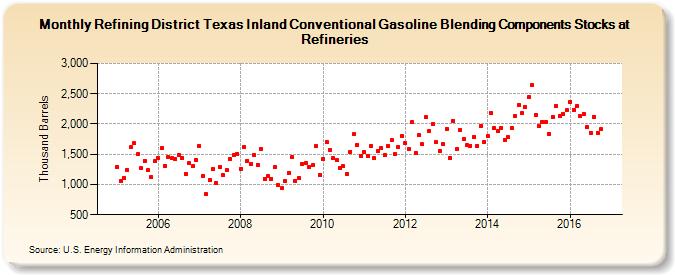 Monthly Refining District Texas Inland Conventional Gasoline Blending Components Stocks at
Refineries
Thousand Barrels
3,000
2,500
2,000
1,500
1,000
500
2006 2008 2010 2012 2014 2016
Source: U.S. Energy Information Administration